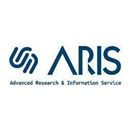 ARIS
Advanced Research & Information Service